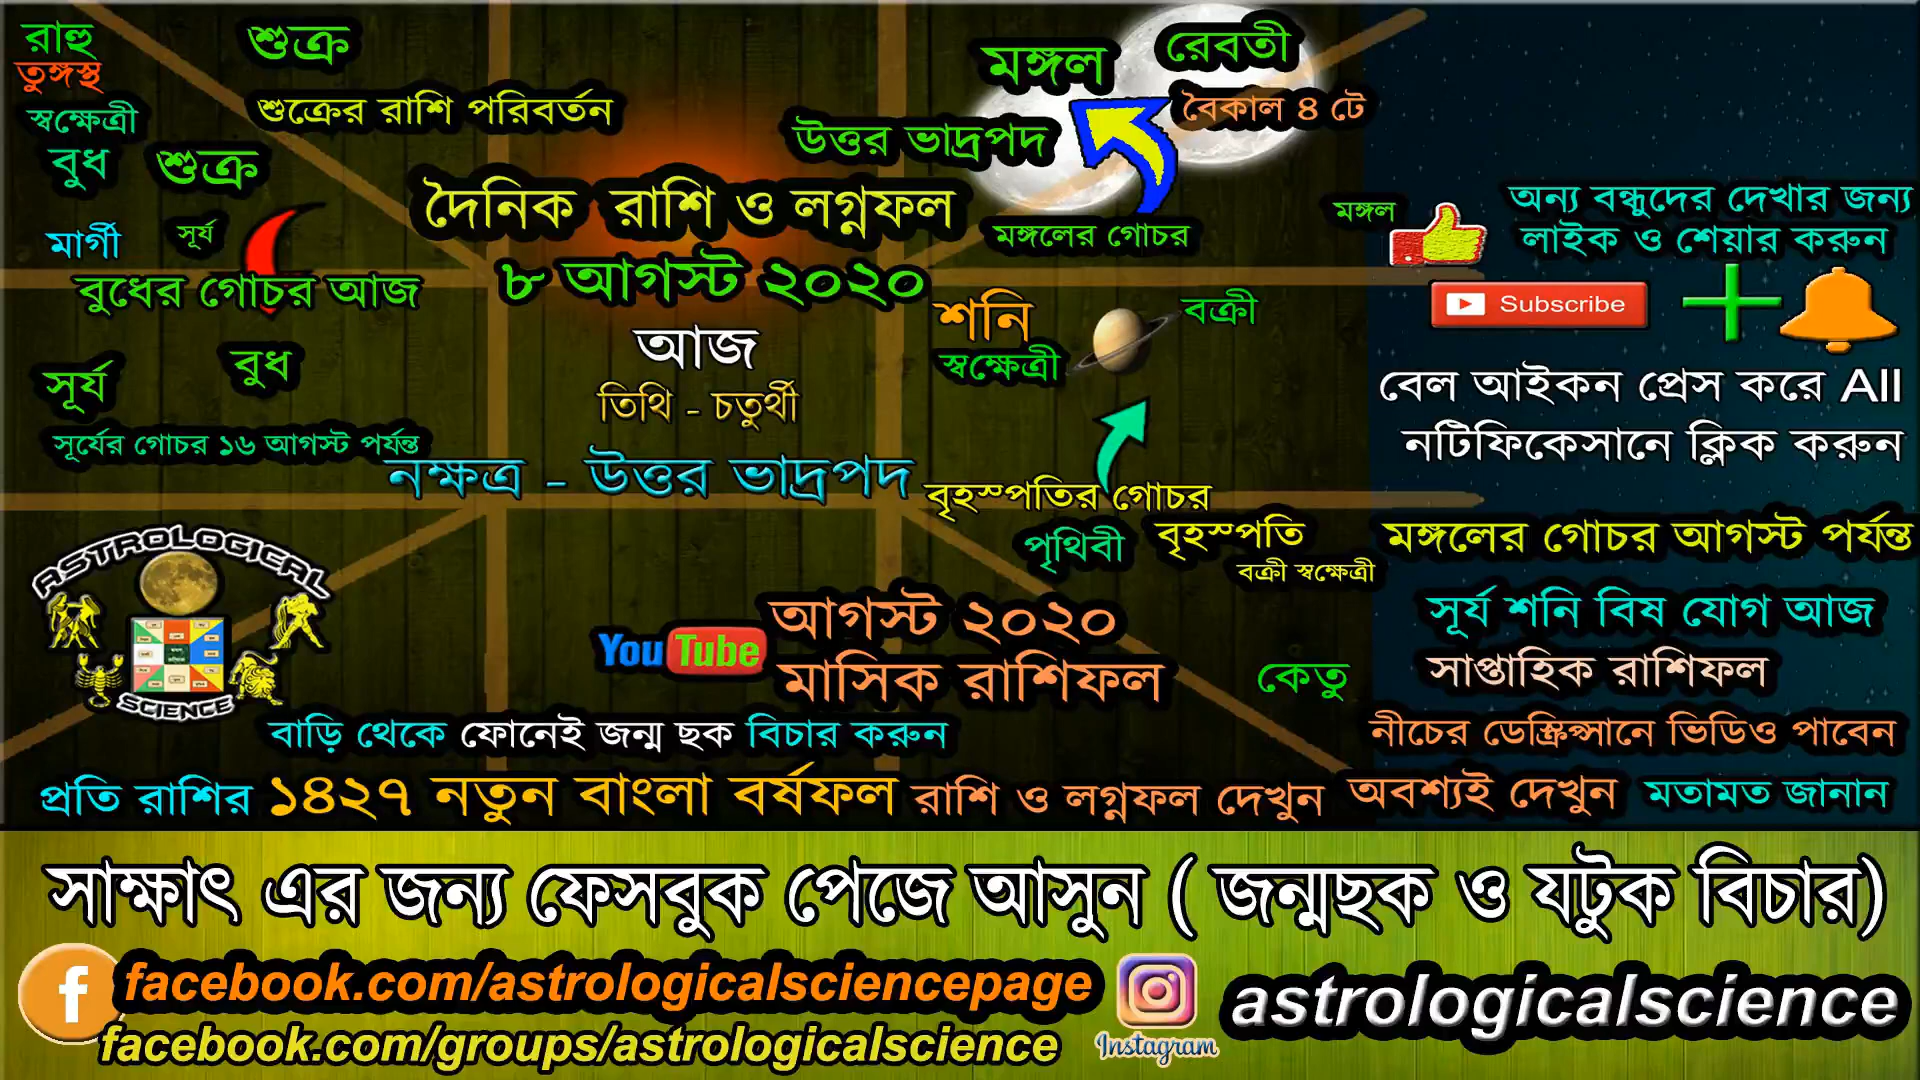 রাহু
তুঙ্গস্থ
শুক্র
স্বক্ষেত্রী
শুক্রের রাশি পরিবর্তন
বুধ
শুক্র
মার্গী
সূর্য
বুধের গোচর আজ
সূর্য
বুধ
সূর্যের গোচর ১৬ আগস্ট পর্যন্ত
মঙ্গল
রেবতী
বৈকাল ৪ টে
উত্তর ভাদ্রপদ
মঙ্গলের গোচর
দৈনিক রাশি ও লগ্নফল
৮ আগস্ট ২০২০
আজ
তিথি - চতুর্থী
নক্ষত্র - উত্তর ভাদ্রপদ
শনি
স্বক্ষেত্রী
বক্রী
বৃহস্পতির গোচর
পৃথিবী
বৃহস্পতি
বক্রী স্বক্ষেত্রী
মঙ্গল
অন্য বন্ধুদের দেখার জন্য
লাইক ও শেয়ার করুন
Subscribe
বেল আইকন প্রেস করে All
নটিফিকেসানে ক্লিক করুন
মঙ্গলের গোচর আগস্ট পর্যন্ত
সূর্য শনি বিষ যোগ আজ
সাপ্তাহিক রাশিফল
নীচের ডেস্ক্রিপ্সানে ভিডিও পাবেন
ASTROLOGICAL
SCIENCE
YouTube
আগস্ট ২০২০
মাসিক রাশিফল
কেতু
বাড়ি থেকে ফোনেই জন্ম ছক বিচার করুন
প্রতি রাশির ১৪২৭ নতুন বাংলা বর্ষফল রাশি ও লগ্নফল দেখুন অবশ্যই দেখুন মতামত জানান
সাক্ষাৎ এর জন্য ফেসবুক পেজে আসুন ( জন্মছক ও যটুক বিচার)
facebook.com/astrologicalsciencepage
facebook.com/groups/astrologicalscience
Instagram
astrologicalscience